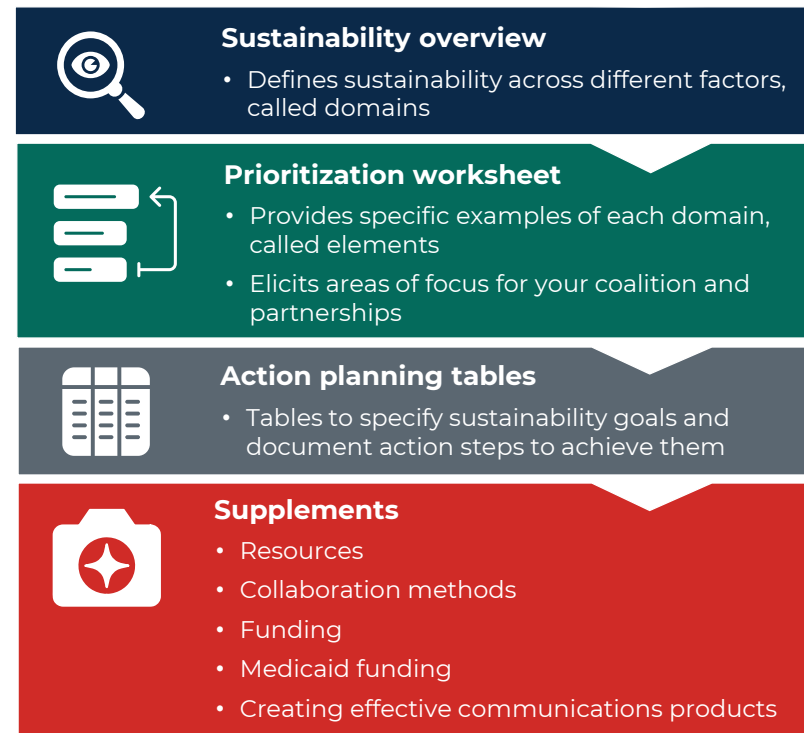 Sustainability overview
• Defines sustainability across different factors,
called domains
Prioritization worksheet
• Provides specific examples of each domain,
called elements
• Elicits areas of focus for your coalition and
partnerships
Action planning tables
• Tables to specify sustainability goals and
document action steps to achieve them
Supplements
• Resources
• Collaboration methods
• Funding
• Medicaid funding
• Creating effective communications products